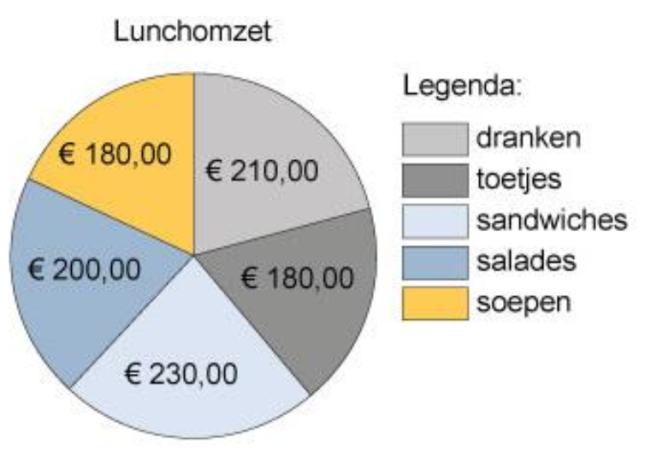 Lunchomzet
€ 180,00
€ 210,00
€ 200,00
€ 180,00
€ 230,00
Legenda:
dranken
toetjes
sandwiches
salades
soepen